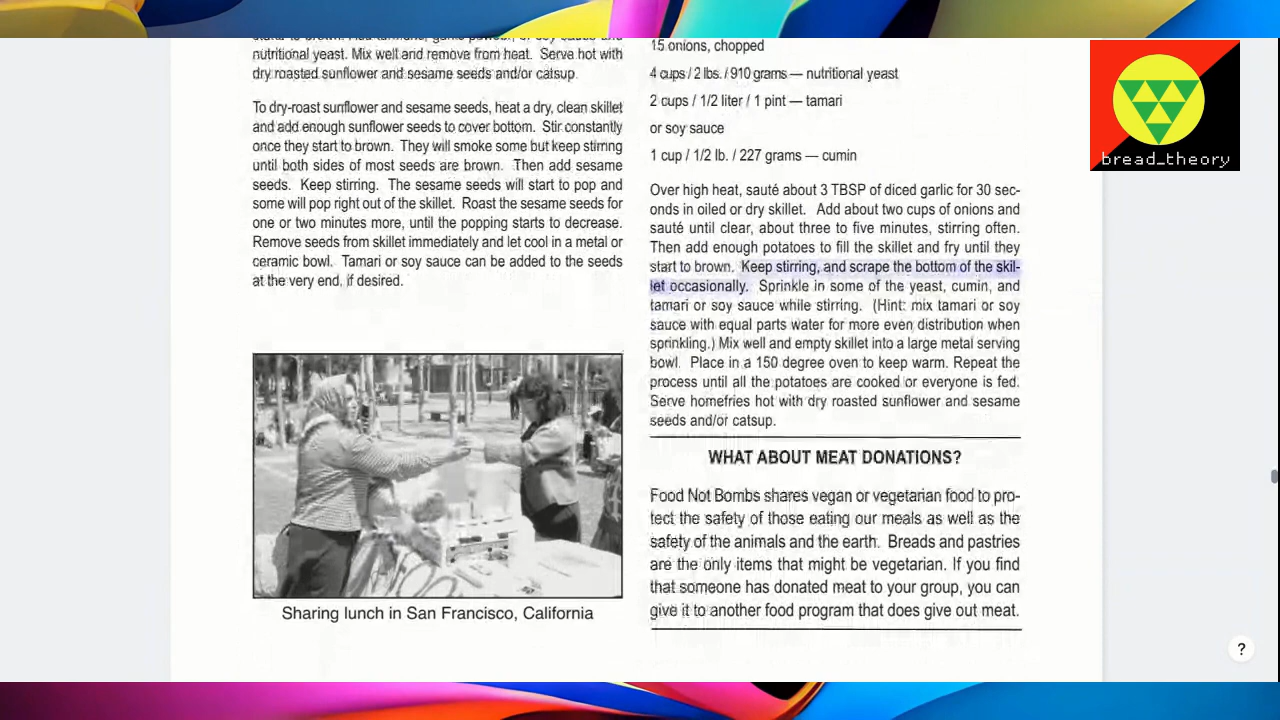 nutritional yeast. Mix well and remove from heat. Serve hot with
dry roasted sunflower and sesame seeds and/or catsup.
To dry-roast sunflower and sesame seeds, heat a dry, clean skillet
and add enough sunflower seeds to cover bottom. Stir constantly
once they start to brown. They will smoke some but keep stirring
until both sides of most seeds are brown. Then add sesame
seeds. Keep stirring. The sesame seeds will start to pop and
some will pop right out of the skillet. Roast the sesame seeds for
one or two minutes more, until the popping starts to decrease.
Remove seeds from skillet immediately and let cool in a metal or
ceramic bowl. Tamari or soy sauce can be added to the seeds
at the very end, if desired.
Sharing lunch in San Francisco, California
15 onions, chopped
4 cups / 2 lbs. / 910 grams — nutritional yeast
2 cups / 1/2 liter / 1 pint — tamari
or soy sauce
1 cup / 1/2 lb. / 227 grams — cumin
Over high heat, sauté about 3 TBSP of diced garlic for 30 sec-
onds in oiled or dry skillet. Add about two cups of onions and
sauté until clear, about three to five minutes, stirring often.
Then add enough potatoes to fill the skillet and fry until they
start to brown. Keep stirring, and scrape the bottom of the skil-
let occasionally. Sprinkle in some of the yeast, cumin, and
tamari or soy sauce while stirring. (Hint: mix tamari or soy
sauce with equal parts water for more even distribution when
sprinkling.) Mix well and empty skillet into a large metal serving
bowl. Place in a 150 degree oven to keep warm. Repeat the
process until all the potatoes are cooked or everyone is fed.
Serve homefries hot with dry roasted sunflower and sesame
seeds and/or catsup.
WHAT ABOUT MEAT DONATIONS?
Food Not Bombs shares vegan or vegetarian food to pro-
tect the safety of those eating our meals as well as the
safety of the animals and the earth. Breads and pastries
are the only items that might be vegetarian. If you find
that someone has donated meat to your group, you can
give it to another food program that does give out meat.
bread_theory
?